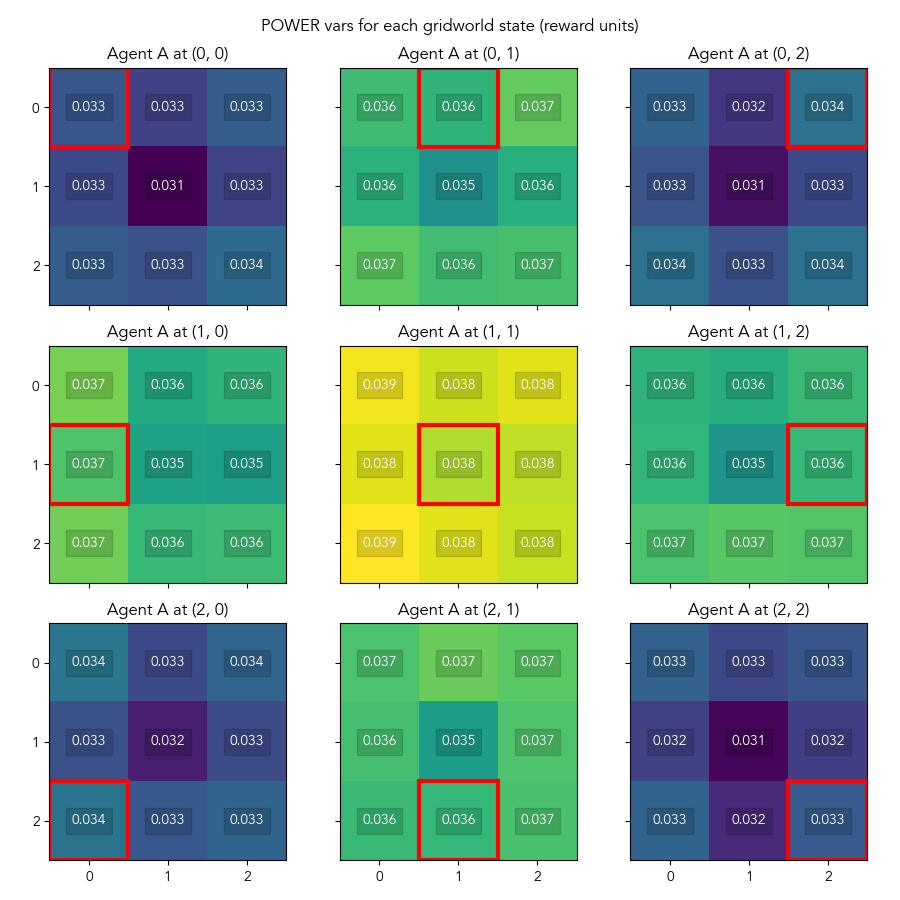 POWER vars for each gridworld state (reward units)
Agent A at (0, 0) Agent A at (0, 1) Agent A at (0, 2)
0 0.033 0.033 0.033 0.036 0.036 0.037 0.033 0.032 0.034
1 0.033 0.031 0.033 0.036 0.035 0.036 0.033 0.031 0.033
2 0.033 0.033 0.034 0.037 0.036 0.037 0.034 0.033 0.034
Agent A at (1, 0) Agent A at (1, 1) Agent A at (1, 2)
0 0.037 0.036 0.036 0.039 0.038 0.038 0.036 0.036 0.036
1 0.037 0.035 0.035 0.038 0.038 0.038 0.036 0.035 0.036
2 0.037 0.036 0.036 0.039 0.038 0.038 0.037 0.037 0.037
Agent A at (2, 0) Agent A at (2, 1) Agent A at (2, 2)
0 0.034 0.033 0.034 0.037 0.037 0.037 0.033 0.033 0.033
1 0.033 0.032 0.033 0.036 0.035 0.037 0.032 0.031 0.032
2 0.034 0.033 0.033 0.036 0.036 0.037 0.033 0.032 0.033
0 1 2 0 1 2 0 1 2